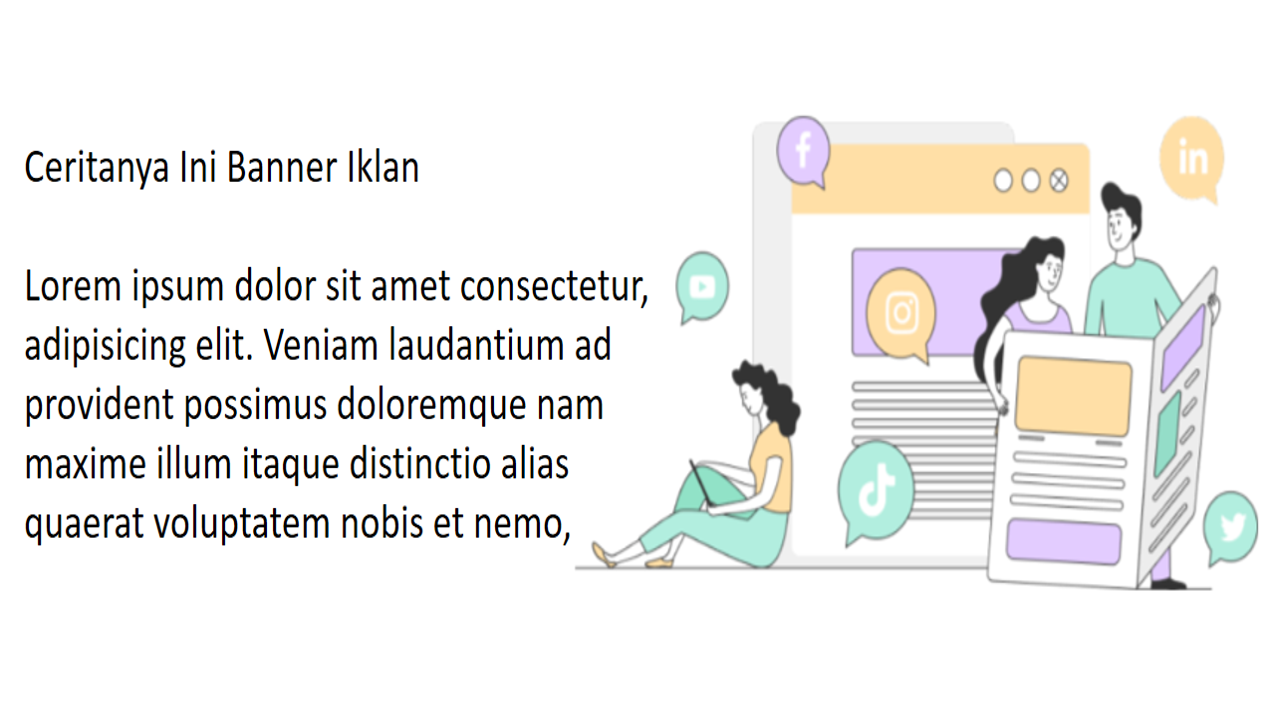 Ceritanya Ini Banner Iklan
Lorem ipsum dolor sit amet consectetur,
adipisicing elit. Veniam laudantium ad
provident possimus doloremque nam
maxime illum itaque distinctio alias
quaerat voluptatem nobis et nemo,
f
in